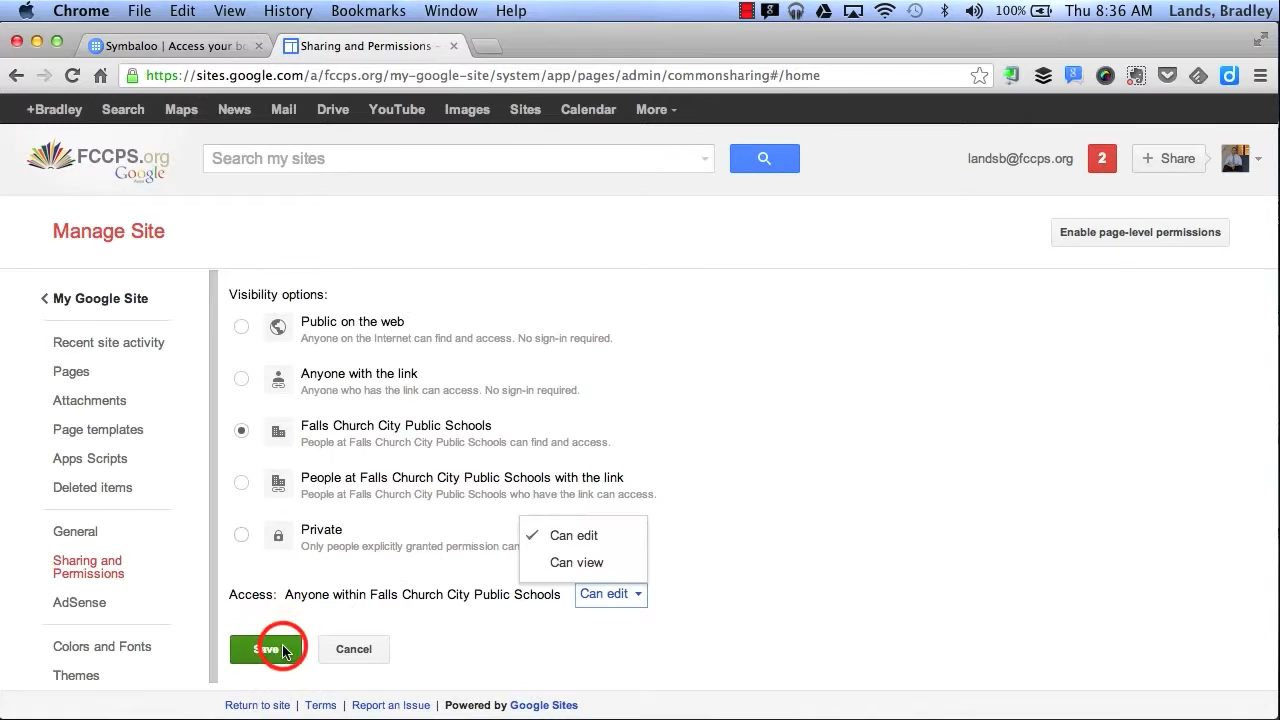 Chrome File Edit View History Bookmarks Window Help 100% Thu 8:36 AM Lands, Bradley
Symbaloo | Access your bo Sharing and Permissions -
https://sites.google.com/a/fccps.org/my-google-site/system/app/pages/admin/commonsharing#/home
+Bradley Search Maps News Mail Drive YouTube Images Sites Calendar More
FCCPS.org
Google
Search my sites
landsb@fccps.org 2 + Share
Manage Site
Enable page-level permissions
My Google Site
Recent site activity
Pages
Attachments
Page templates
Apps Scripts
Deleted items
General
Sharing and
Permissions
AdSense
Colors and Fonts
Themes
Visibility options:
Public on the web
Anyone on the Internet can find and access. No sign-in required.
Anyone with the link
Anyone who has the link can access. No sign-in required.
Falls Church City Public Schools
People at Falls Church City Public Schools can find and access.
People at Falls Church City Public Schools with the link
People at Falls Church City Public Schools who have the link can access.
Private
Only people explicitly granted permission can
Can edit
Can view
Access: Anyone within Falls Church City Public Schools Can edit
Save Cancel
Return to site | Terms | Report an Issue | Powered by Google Sites